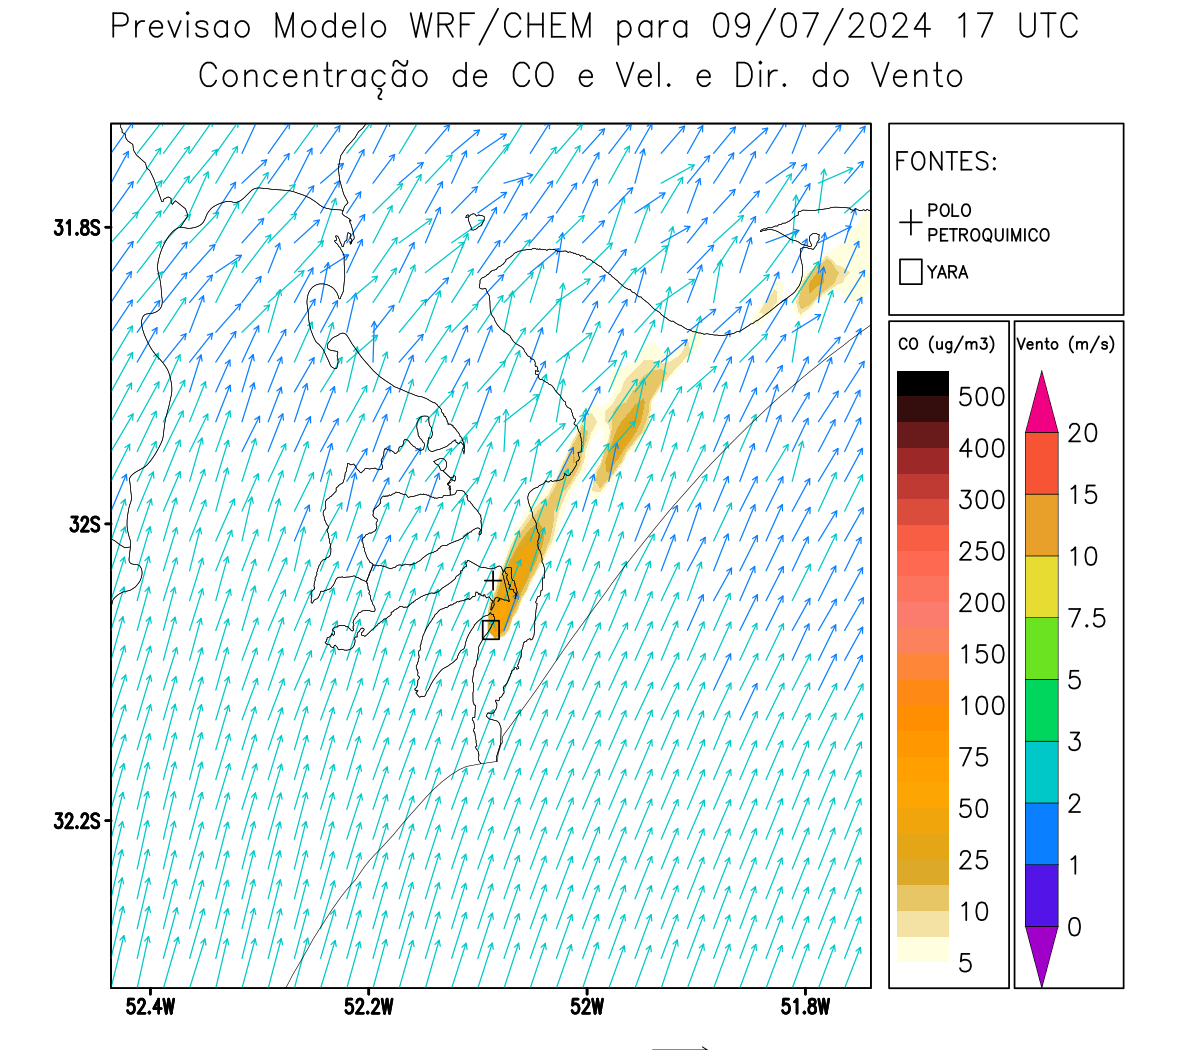 Previsao Modelo WRF/CHEM para 09/07/2024 17 UTC
Concentração de CO e Vel. e Dir. do Vento
FONTES:
POLO
PETROQUIMICO
YARA
CO (ug/m3)
500
400
300
250
200
150
100
75
50
25
10
5
Vento (m/s)
20
15
10
7.5
5
3
2
1
0
31.8S
32S
32.2S
52.4W
52.2W
52W
51.8W